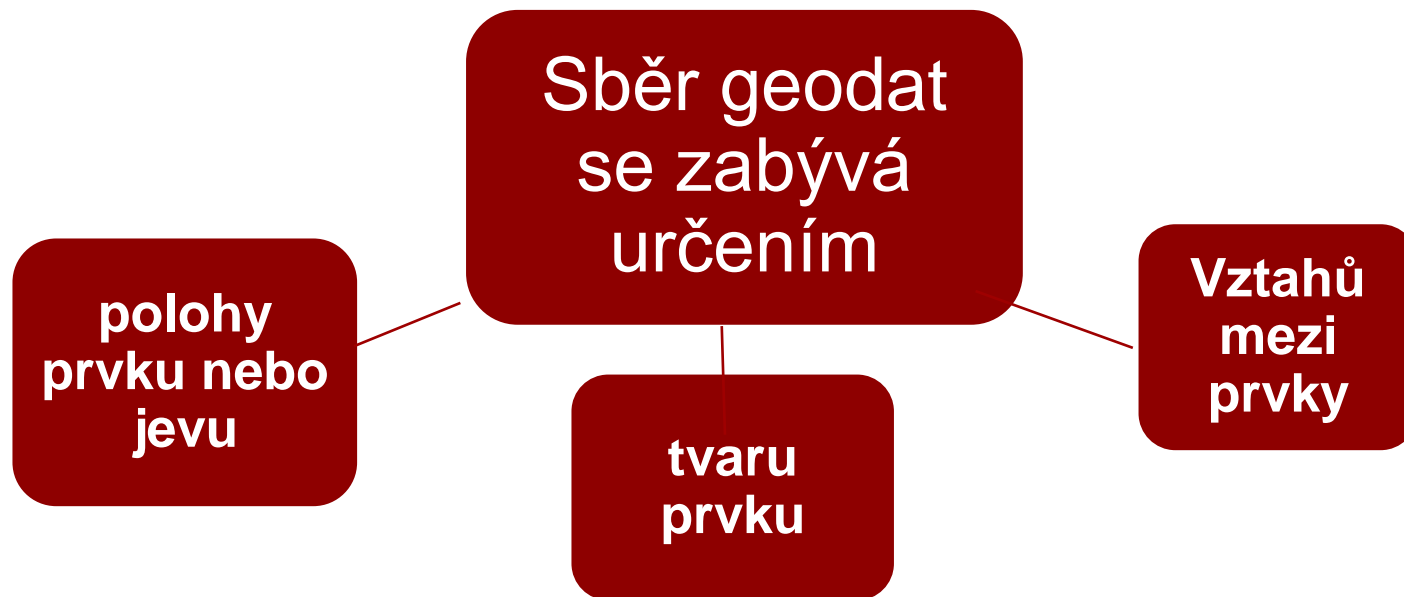 Sběr geodat
se zabývá
určením
polohy
prvku nebo
jevu
tvaru
prvku
Vztahů
mezi
prvky